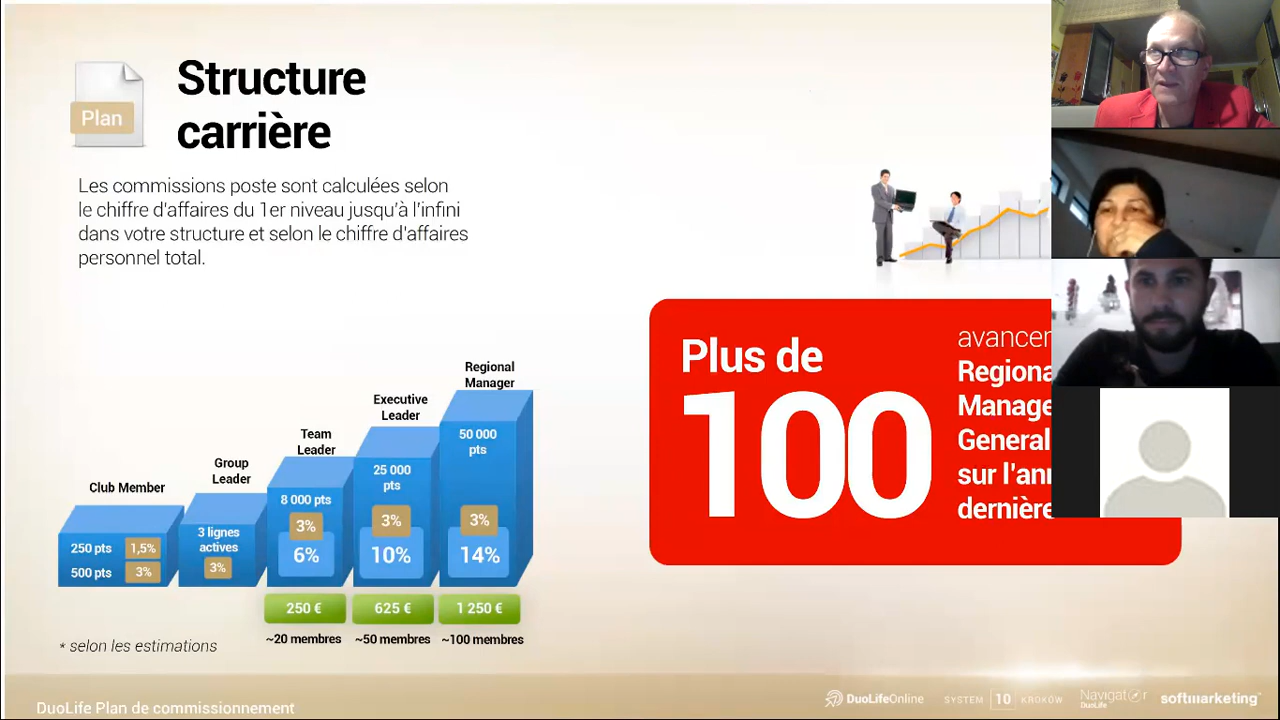 Plan
Structure
carrière
Les commissions poste sont calculées selon
le chiffre d'affaires du 1er niveau jusqu'à l'infini
dans votre structure et selon le chiffre d'affaires
personnel total.
Plus de
100
avancer
Regiona
Manage
General
sur l'an
dernière
Club Member
250 pts 1,5%
500 pts 3%
Group
Leader
3 lignes
actives
3%
Team
Leader
8 000 pts
3%
6%
250 €
~20 membres
Executive
Leader
25 000
pts
3%
10%
625 €
~50 membres
Regional
Manager
50 000
pts
3%
14%
1 250 €
~100 membres
* selon les estimations
DuoLife Plan de commissionnement
DuoLifeOnline
SYSTEM 10 KROKÓW
Navigator
DuoLife
softmarketing